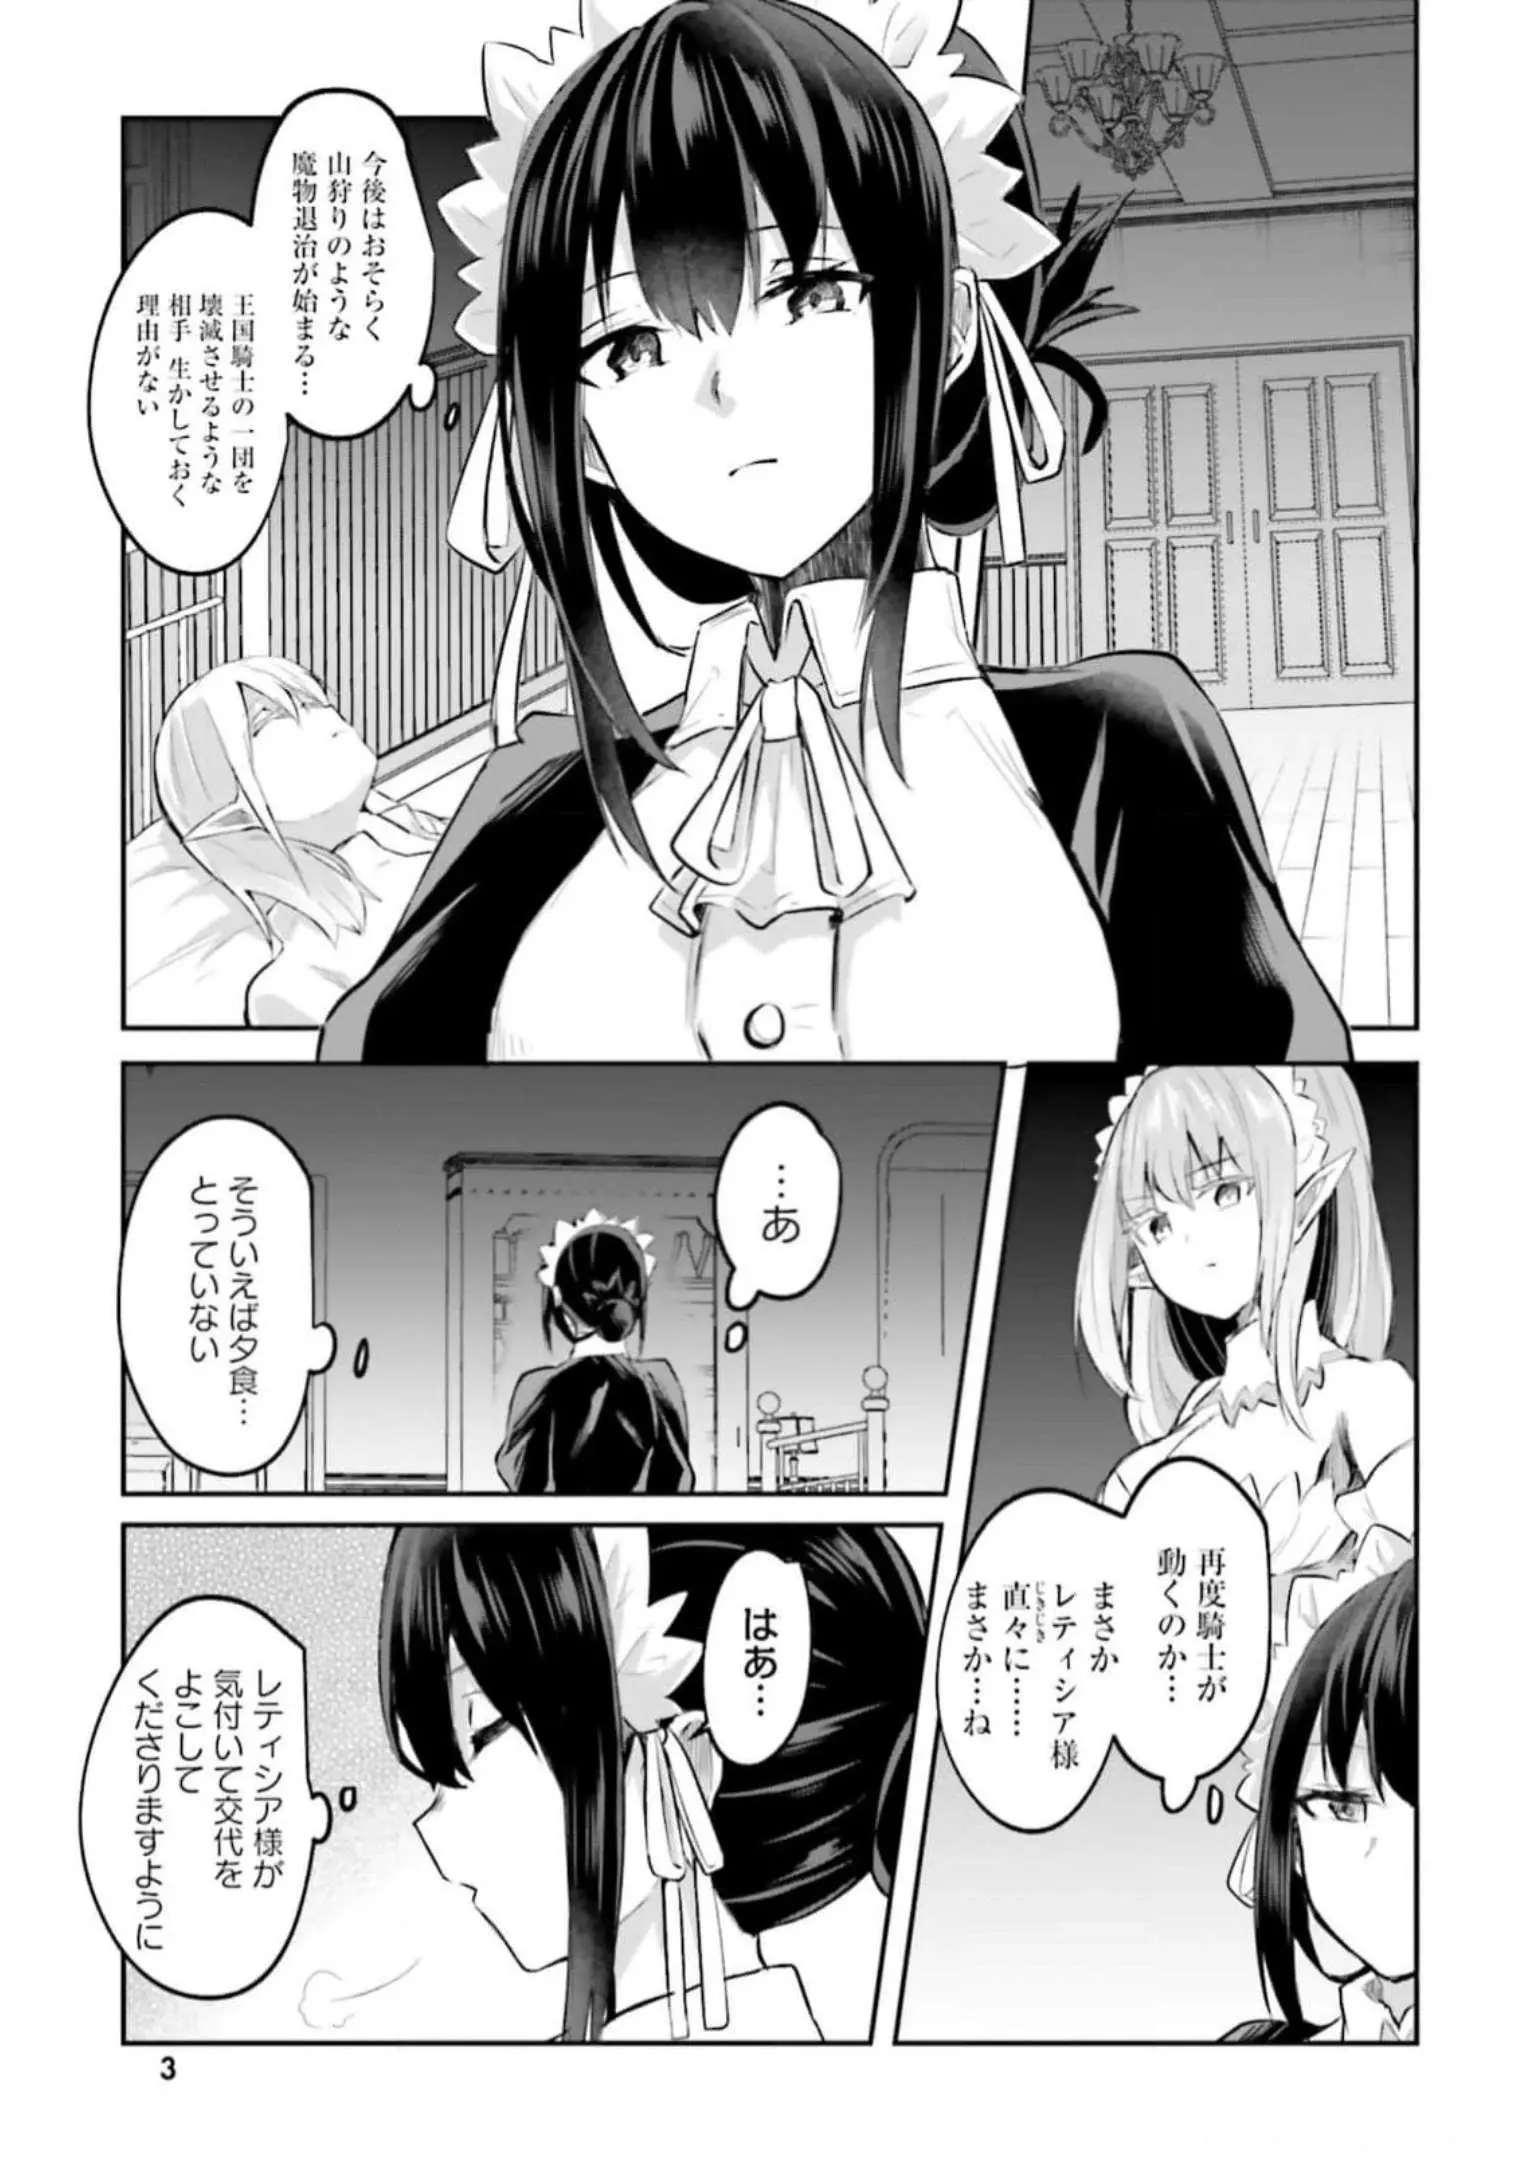 今後はおそらく
山狩りのような
魔物退治が始まる…
王国騎士の一団を
壊滅させるような
相手 生かしておく
理由がない
再度騎士が
動くのか…
まさか
レティシア様
直々に……
じきじき
まさか…ね
…あ
そういえば夕食…
とっていない
はあ…
レティシア様が
気付いて交代を
よこして
くださりますように
3